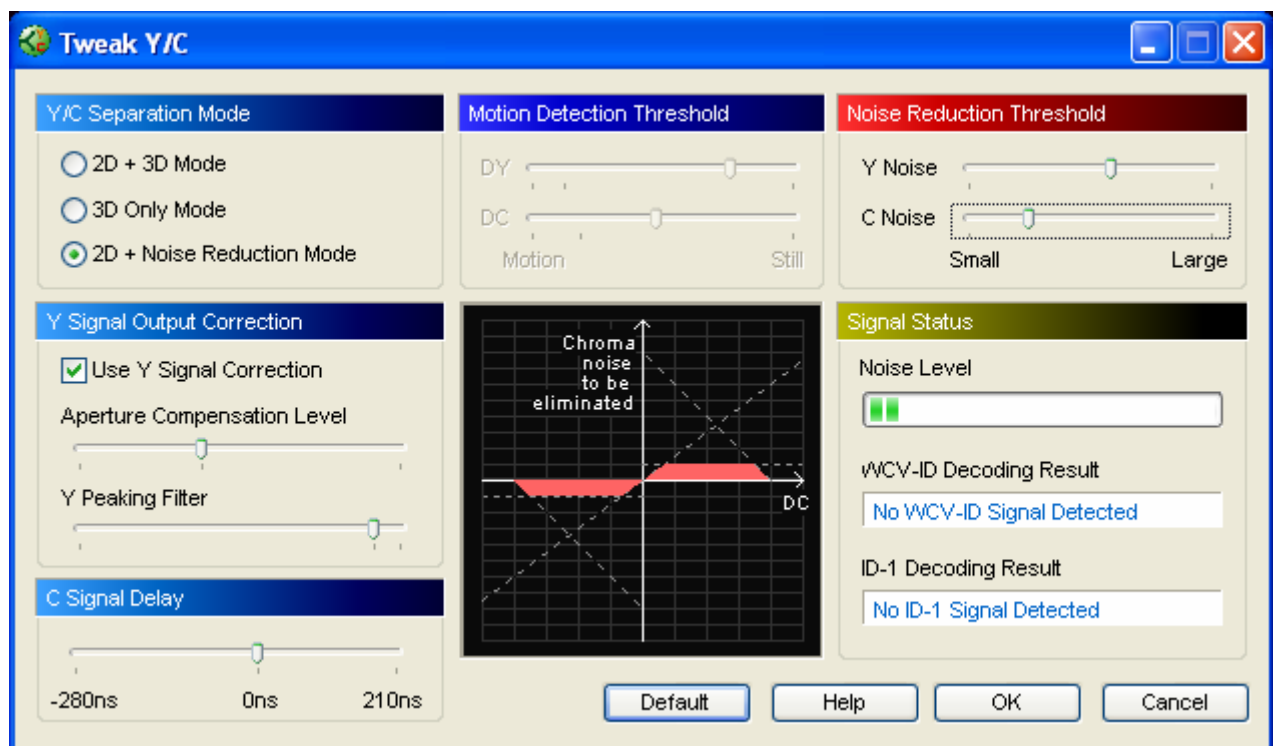 Tweak Y/C
Y/C Separation Mode
2D + 3D Mode
3D Only Mode
2D + Noise Reduction Mode
Motion Detection Threshold
DY
DC
Motion Still
Noise Reduction Threshold
Y Noise
C Noise
Small Large
Y Signal Output Correction
Use Y Signal Correction
Aperture Compensation Level
Y Peaking Filter
Chroma
noise
to be
eliminated
DC
Signal Status
Noise Level
WCV-ID Decoding Result
No WCV-ID Signal Detected
ID-1 Decoding Result
No ID-1 Signal Detected
C Signal Delay
-280ns 0ns 210ns
Default Help OK Cancel